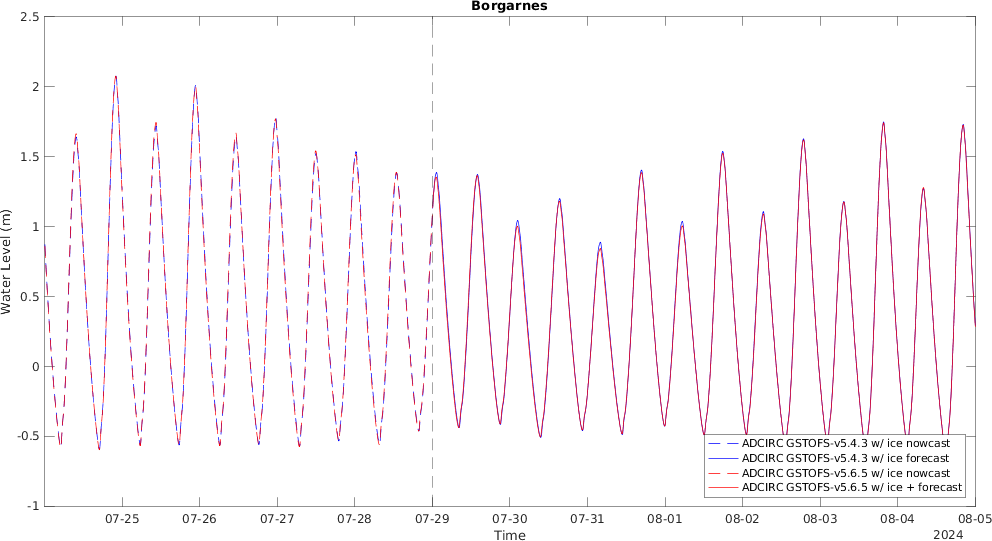 Borgarnes
2.5
2
1.5
1
0.5
0
-0.5
-1
Water Level (m)
07-25 07-26 07-27 07-28 07-29 07-30 07-31 08-01 08-02 08-03 08-04 08-05
Time
2024
ADCIRC GSTOFS-v5.4.3 w/ ice nowcast
ADCIRC GSTOFS-v5.4.3 w/ ice forecast
ADCIRC GSTOFS-v5.6.5 w/ ice nowcast
ADCIRC GSTOFS-v5.6.5 w/ ice + forecast